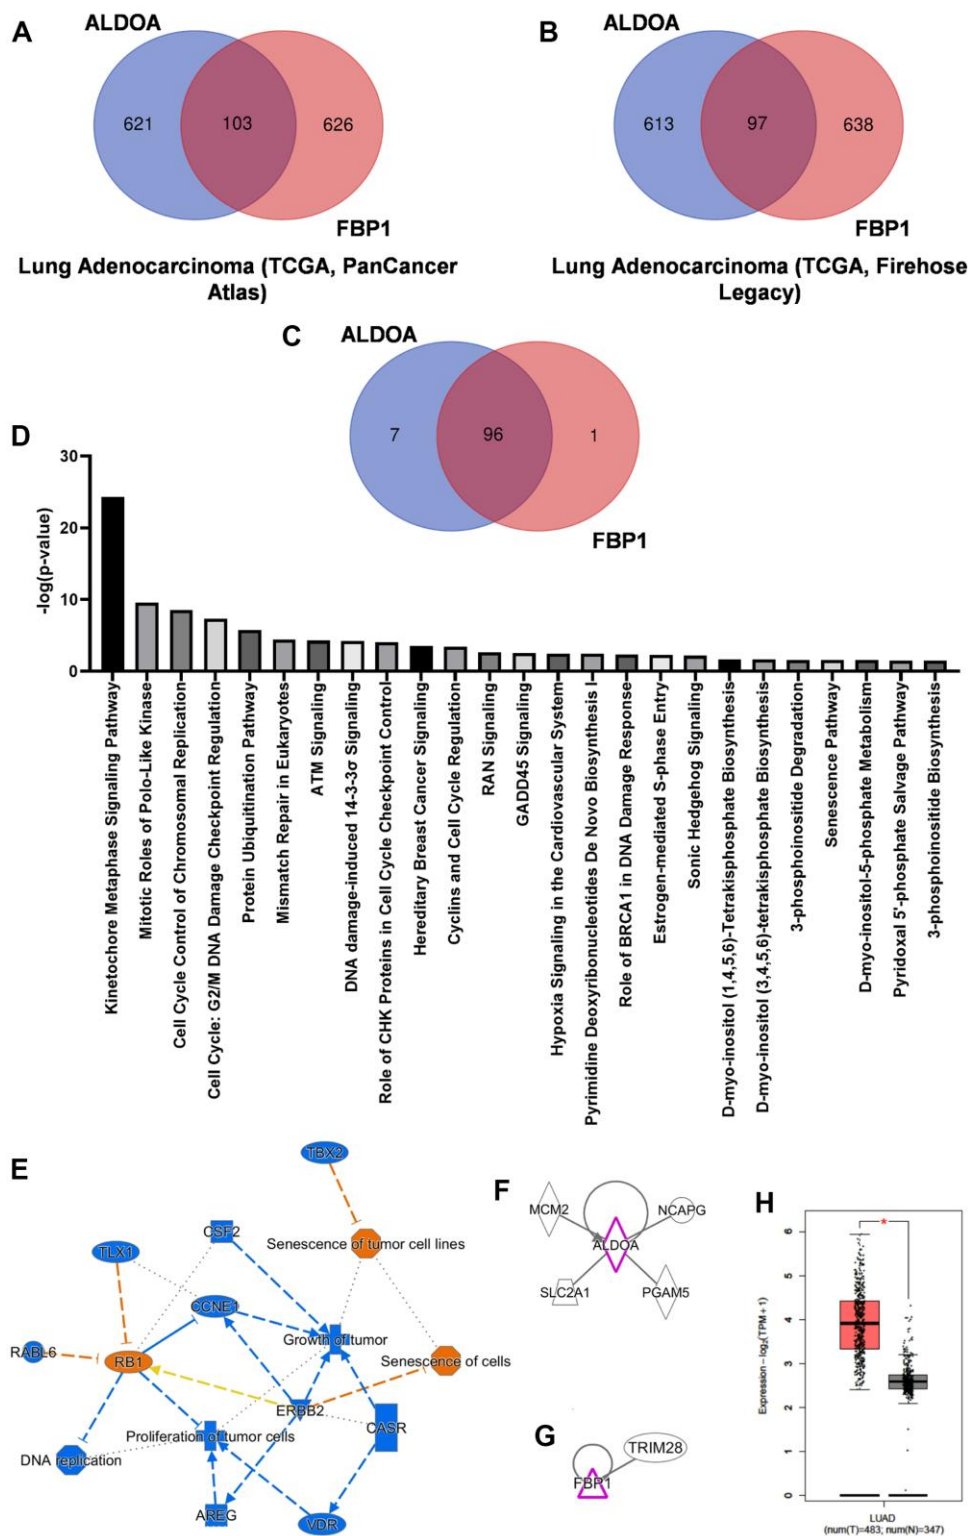 A
ALDOA
621
103
626
FBP1
Lung Adenocarcinoma (TCGA, PanCancer
Atlas)
B
ALDOA
613
97
638
FBP1
Lung Adenocarcinoma (TCGA, Firehose
Legacy)
C
ALDOA
7
96
1
FBP1
D
-log(p-value)
30
20
10
0
Kinetochore Metaphase Signaling Pathway
Mitotic Roles of Polo-Like Kinase
Cell Cycle Control of Chromosomal Replication
Cell Cycle: G2/M DNA Damage Checkpoint Regulation
Protein Ubiquitination Pathway
Mismatch Repair in Eukaryotes
ATM Signaling
DNA damage-induced 14-3-3σ Signaling
Role of CHK Proteins in Cell Cycle Checkpoint Control
Hereditary Breast Cancer Signaling
Cyclins and Cell Cycle Regulation
RAN Signaling
GADD45 Signaling
Hypoxia Signaling in the Cardiovascular System
Pyrimidine Deoxyribonucleotides De Novo Biosynthesis I
Role of BRCA1 in DNA Damage Response
Estrogen-mediated S-phase Entry
Sonic Hedgehog Signaling
D-myo-inositol (1,4,5,6)-Tetrakisphosphate Biosynthesis
D-myo-inositol (3,4,5,6)-tetrakisphosphate Biosynthesis
3-phosphoinositide Degradation
Senescence Pathway
D-myo-inositol-5-phosphate Metabolism
Pyridoxal 5'-phosphate Salvage Pathway
3-phosphoinositide Biosynthesis
E
TBX2
CSF2
Senescence of tumor cell lines
TLX1
CCNE1
Growth of tumor
RABL6
RB1
Senescence of cells
ERBB2
Proliferation of tumor cells
CASR
DNA replication
AREG
VDR
F
MCM2
NCAPG
ALDOA
SLC2A1
PGAM5
G
TRIM28
FBP1
H
*
Expression − log2(TPM + 1)
6
5
4
3
2
1
0
LUAD
(num(T)=483; num(N)=347)